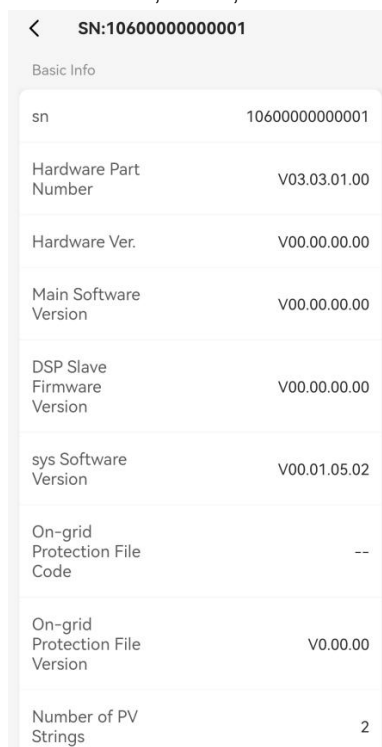 SN:10600000000001
Basic Info
sn
10600000000001
Hardware Part
Number
V03.03.01.00
Hardware Ver.
V00.00.00.00
Main Software
Version
V00.00.00.00
DSP Slave
Firmware
Version
V00.00.00.00
sys Software
Version
V00.01.05.02
On-grid
Protection File
Code
--
On-grid
Protection File
Version
V0.00.00
Number of PV
Strings
2